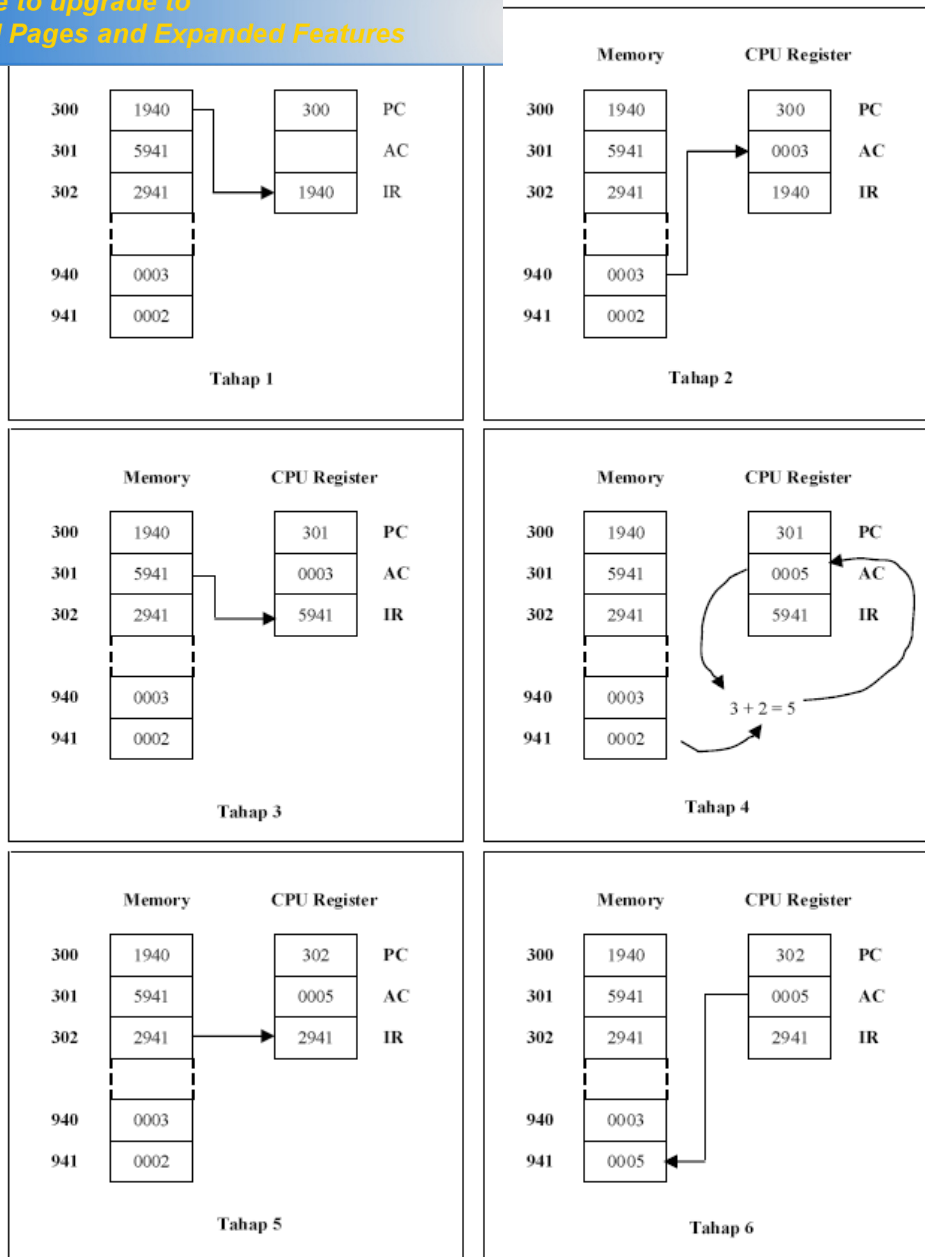 e to upgrade to
d Pages and Expanded Features
300 1940 300 PC
301 5941 AC
302 2941 1940 IR
940 0003
941 0002
Tahap 1
Memory CPU Register
300 1940 300 PC
301 5941 0003 AC
302 2941 1940 IR
940 0003
941 0002
Tahap 2
Memory CPU Register
300 1940 301 PC
301 5941 0003 AC
302 2941 5941 IR
940 0003
941 0002
Tahap 3
Memory CPU Register
300 1940 301 PC
301 5941 0005 AC
302 2941 5941 IR
940 0003
3 + 2 = 5
941 0002
Tahap 4
Memory CPU Register
300 1940 302 PC
301 5941 0005 AC
302 2941 2941 IR
940 0003
941 0002
Tahap 5
Memory CPU Register
300 1940 302 PC
301 5941 0005 AC
302 2941 2941 IR
940 0003
941 0005
Tahap 6